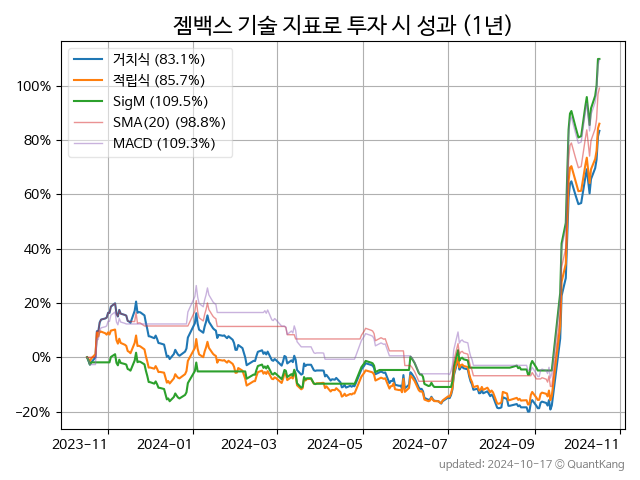 젬백스 기술 지표로 투자 시 성과 (1년)
거치식 (83.1%)
적립식 (85.7%)
SigM (109.5%)
SMA(20) (98.8%)
MACD (109.3%)
100%
80%
60%
40%
20%
0%
−20%
2023-11 2024-01 2024-03 2024-05 2024-07 2024-09 2024-11
updated: 2024-10-17 © QuantKang